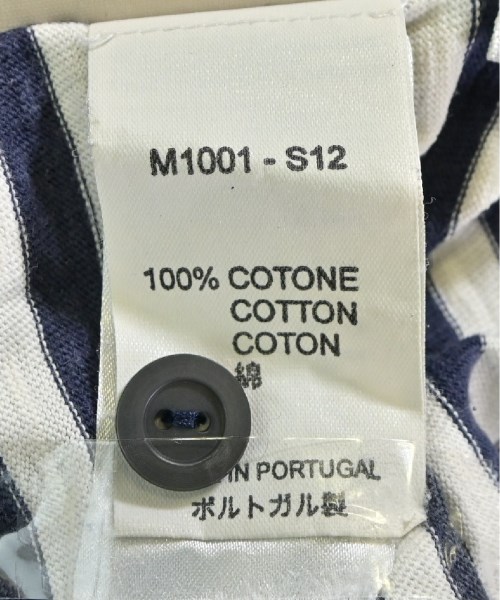 M1001 - S12
100% COTONE
COTTON
COTON
綿
IN PORTUGAL
ポルトガル製